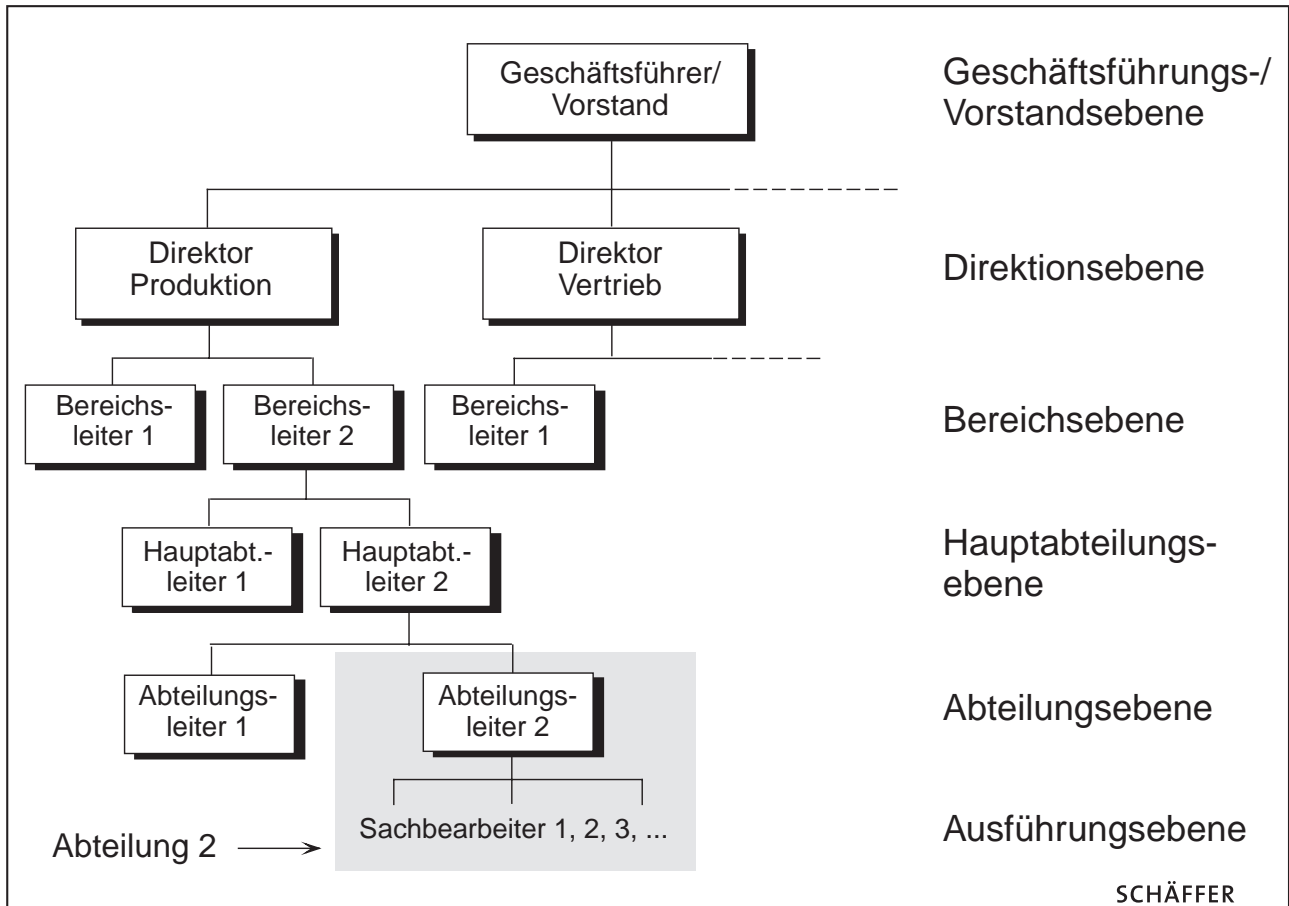 Geschäftsführer/
Vorstand
Geschäftsführungs-/
Vorstandsebene
Direktor
Produktion
Direktor
Vertrieb
Direktionsebene
Bereichs-
leiter 1
Bereichs-
leiter 2
Bereichs-
leiter 1
Bereichsebene
Hauptabt.-
leiter 1
Hauptabt.-
leiter 2
Hauptabteilungs-
ebene
Abteilungs-
leiter 1
Abteilungs-
leiter 2
Abteilungsebene
Sachbearbeiter 1, 2, 3, ...
Ausführungsebene
Abteilung 2
SCHÄFFER